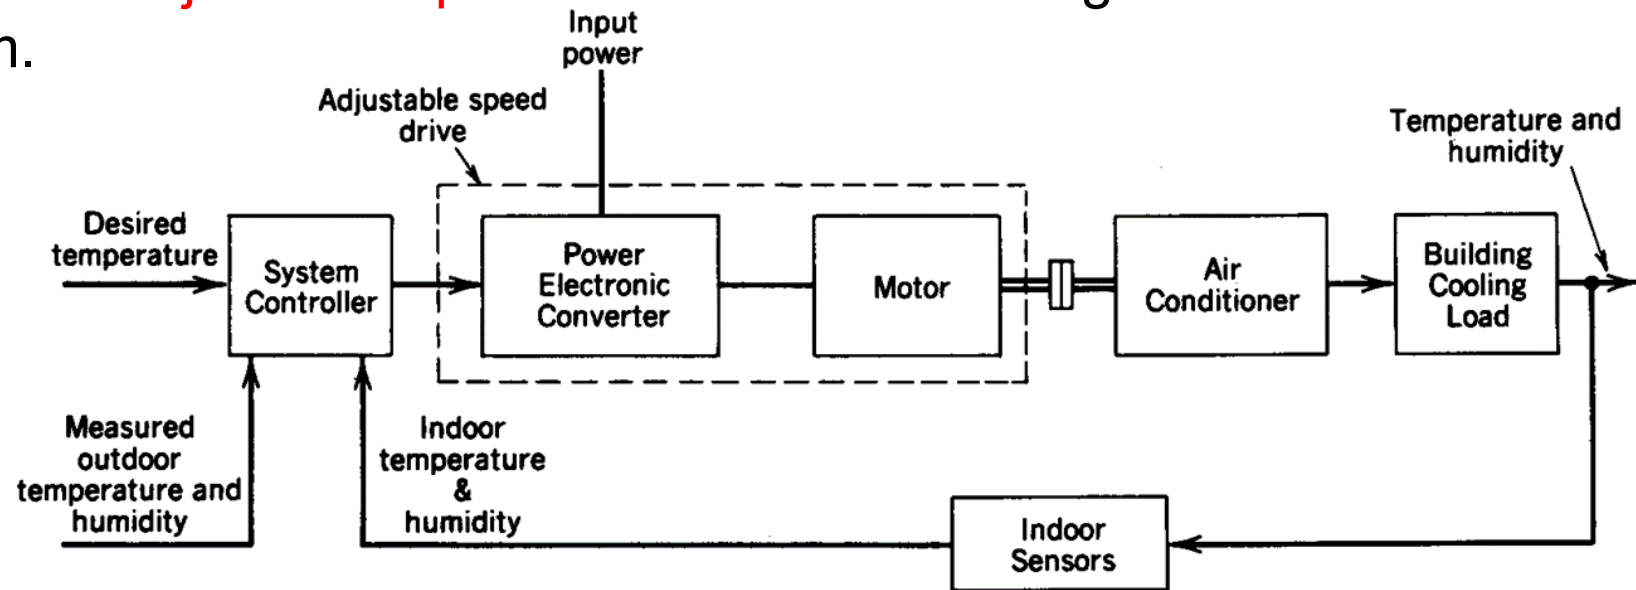 n.
Input
power
Adjustable speed
drive
Temperature and
humidity
Desired
temperature
System
Controller
Power
Electronic
Converter
Motor
Air
Conditioner
Building
Cooling
Load
Measured
outdoor
temperature and
humidity
Indoor
temperature
&
humidity
Indoor
Sensors